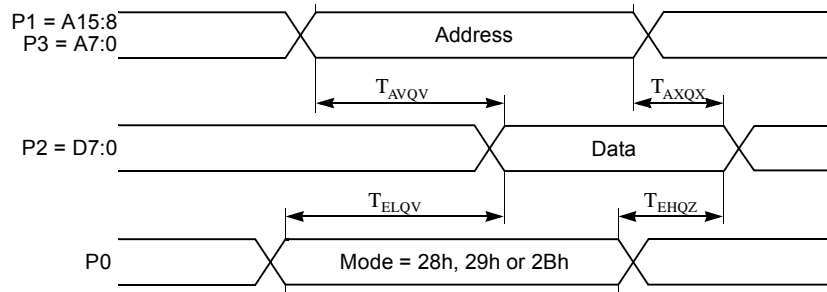 P1 = A15:8
P3 = A7:0
Address
TAVQV
TAXQX
P2 = D7:0
Data
TELQV
TEHQZ
P0
Mode = 28h, 29h or 2Bh